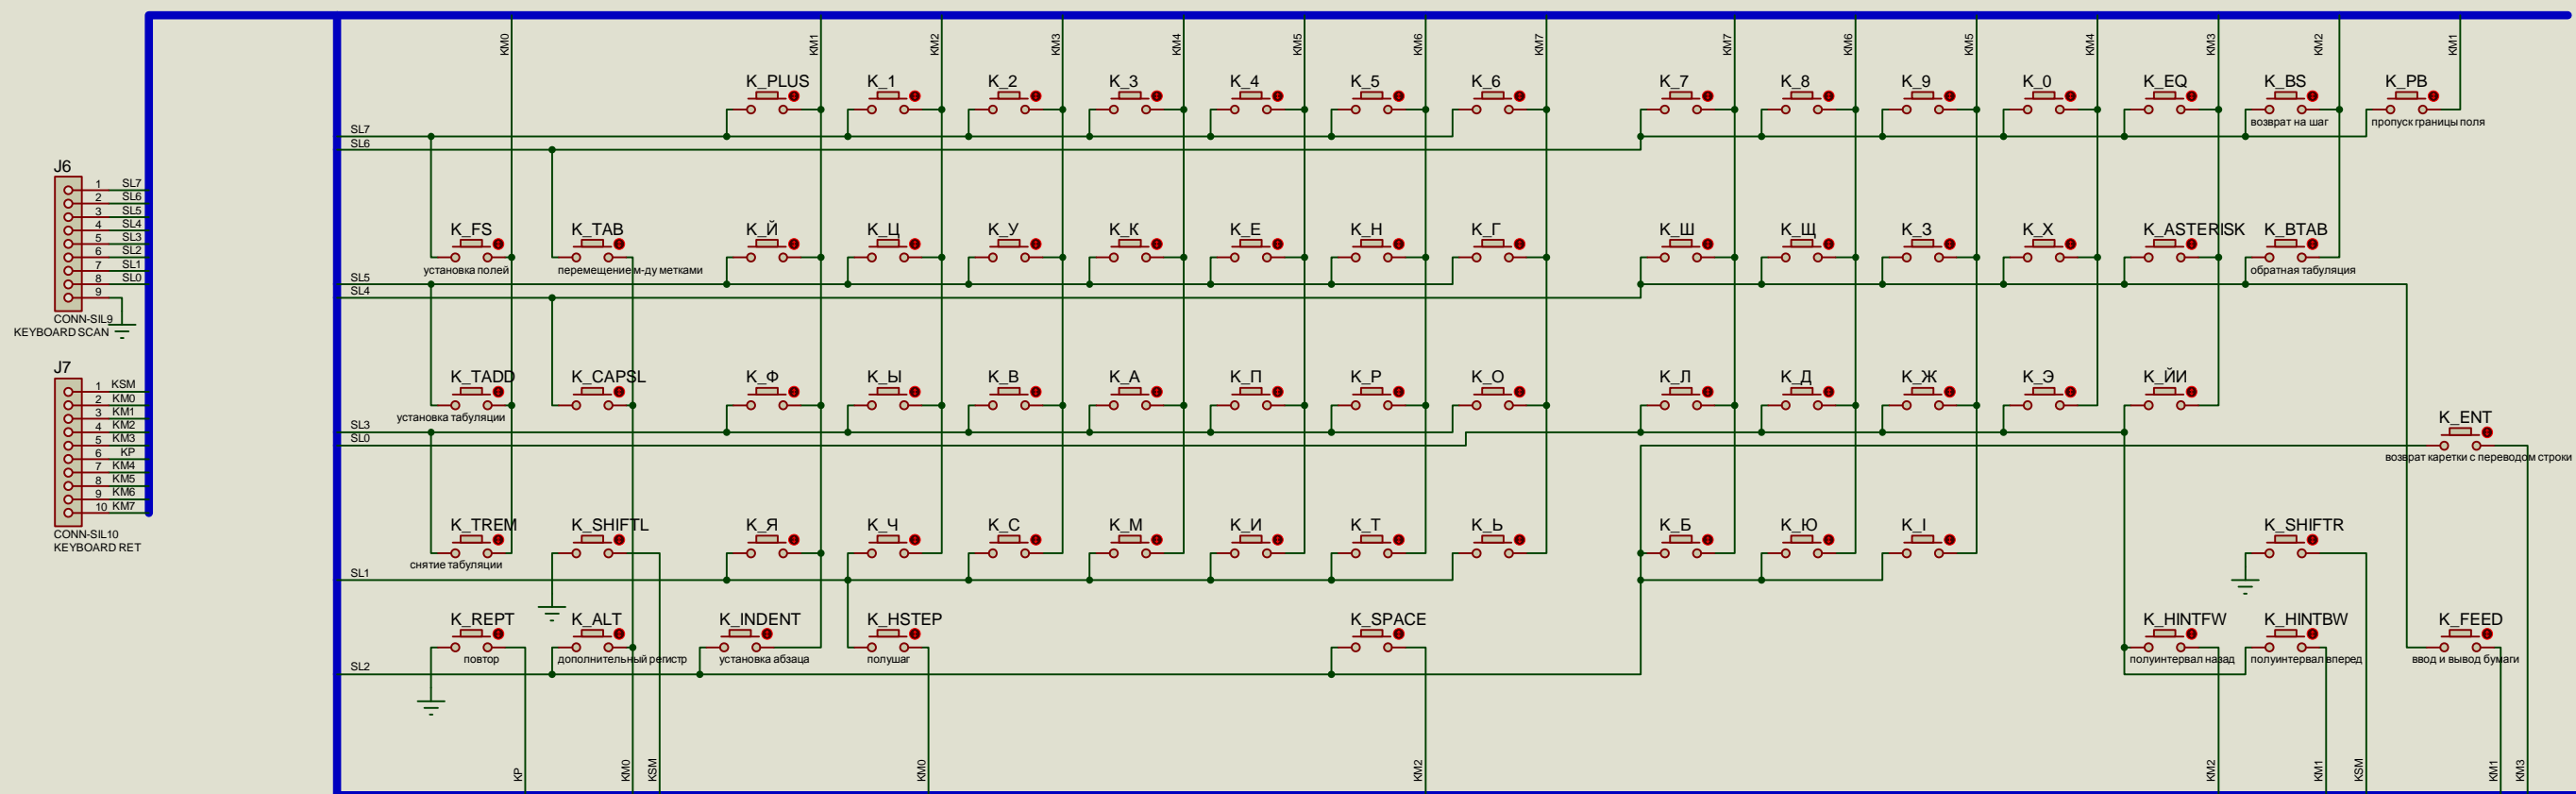 KM0 KM1 KM2 KM3 KM4 KM5 KM6 KM7 KM7 KM6 KM5 KM4 KM3 KM2 KM1
K_PLUS K_1 K_2 K_3 K_4 K_5 K_6 K_7 K_8 K_9 K_0 K_EQ K_BS K_PB
возврат на шаг пропуск границы поля
SL7
SL6
J6
1 SL7
2 SL6
3 SL5
4 SL4
5 SL3
6 SL2
7 SL1
8 SL0
9
CONN-SIL9
KEYBOARD SCAN
K_FS K_TAB K_Й K_Ц K_У K_К K_Е K_Н K_Г K_Ш K_Щ K_З K_Х K_ASTERISK K_BTAB
установка полей перемещение м-ду метками обратная табуляция
SL5
SL4
J7
1 KSM
2 KM0
3 KM1
4 KM2
5 KM3
6 KP
7 KM4
8 KM5
9 KM6
10 KM7
CONN-SIL10
KEYBOARD RET
K_TADD K_CAPSL K_Ф K_Ы K_В K_А K_П K_Р K_О K_Л K_Д K_Ж K_Э K_ЙИ
установка табуляции
SL3
SL0
K_ENT
возврат каретки с переводом строки
K_TREM K_SHIFTL K_Я K_Ч K_С K_М K_И K_Т K_Ь K_Б K_Ю K_I K_SHIFTR
снятие табуляции
SL1
K_REPT K_ALT K_INDENT K_HSTEP K_SPACE K_HINTFW K_HINTBW K_FEED
повтор дополнительный регистр установка абзаца полушаг полуинтервал назад полуинтервал вперед ввод и вывод бумаги
SL2
KP KM0 KSM KM0 KM2 KM2 KM1 KSM KM1 KM3